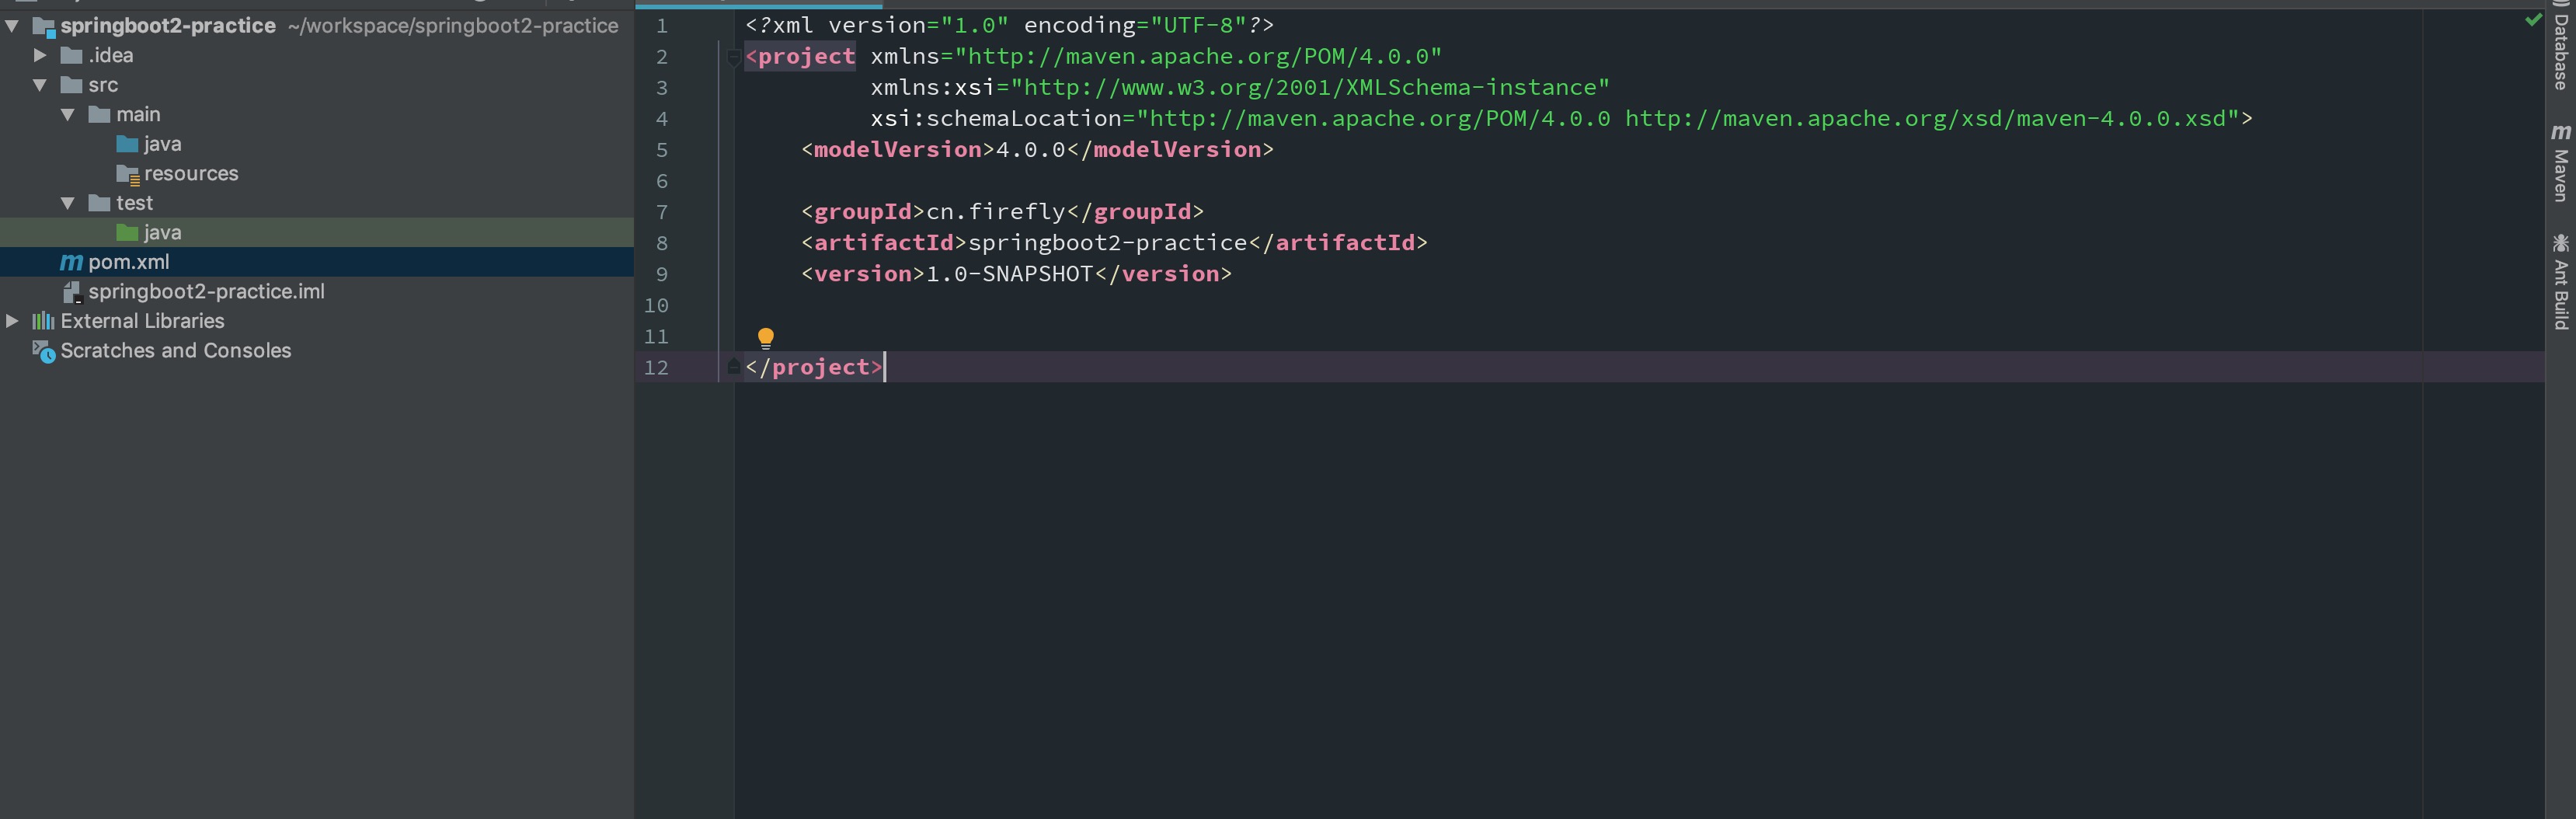 springboot2-practice ~/workspace/springboot2-practice
.idea
src
main
java
resources
test
java
pom.xml
springboot2-practice.iml
External Libraries
Scratches and Consoles
1 <?xml version="1.0" encoding="UTF-8"?>
2 <project xmlns="http://maven.apache.org/POM/4.0.0"
3 xmlns:xsi="http://www.w3.org/2001/XMLSchema-instance"
4 xsi:schemaLocation="http://maven.apache.org/POM/4.0.0 http://maven.apache.org/xsd/maven-4.0.0.xsd">
5 <modelVersion>4.0.0</modelVersion>
6
7 <groupId>cn.firefly</groupId>
8 <artifactId>springboot2-practice</artifactId>
9 <version>1.0-SNAPSHOT</version>
10
11
12 </project>
Database
m Maven
Ant Build